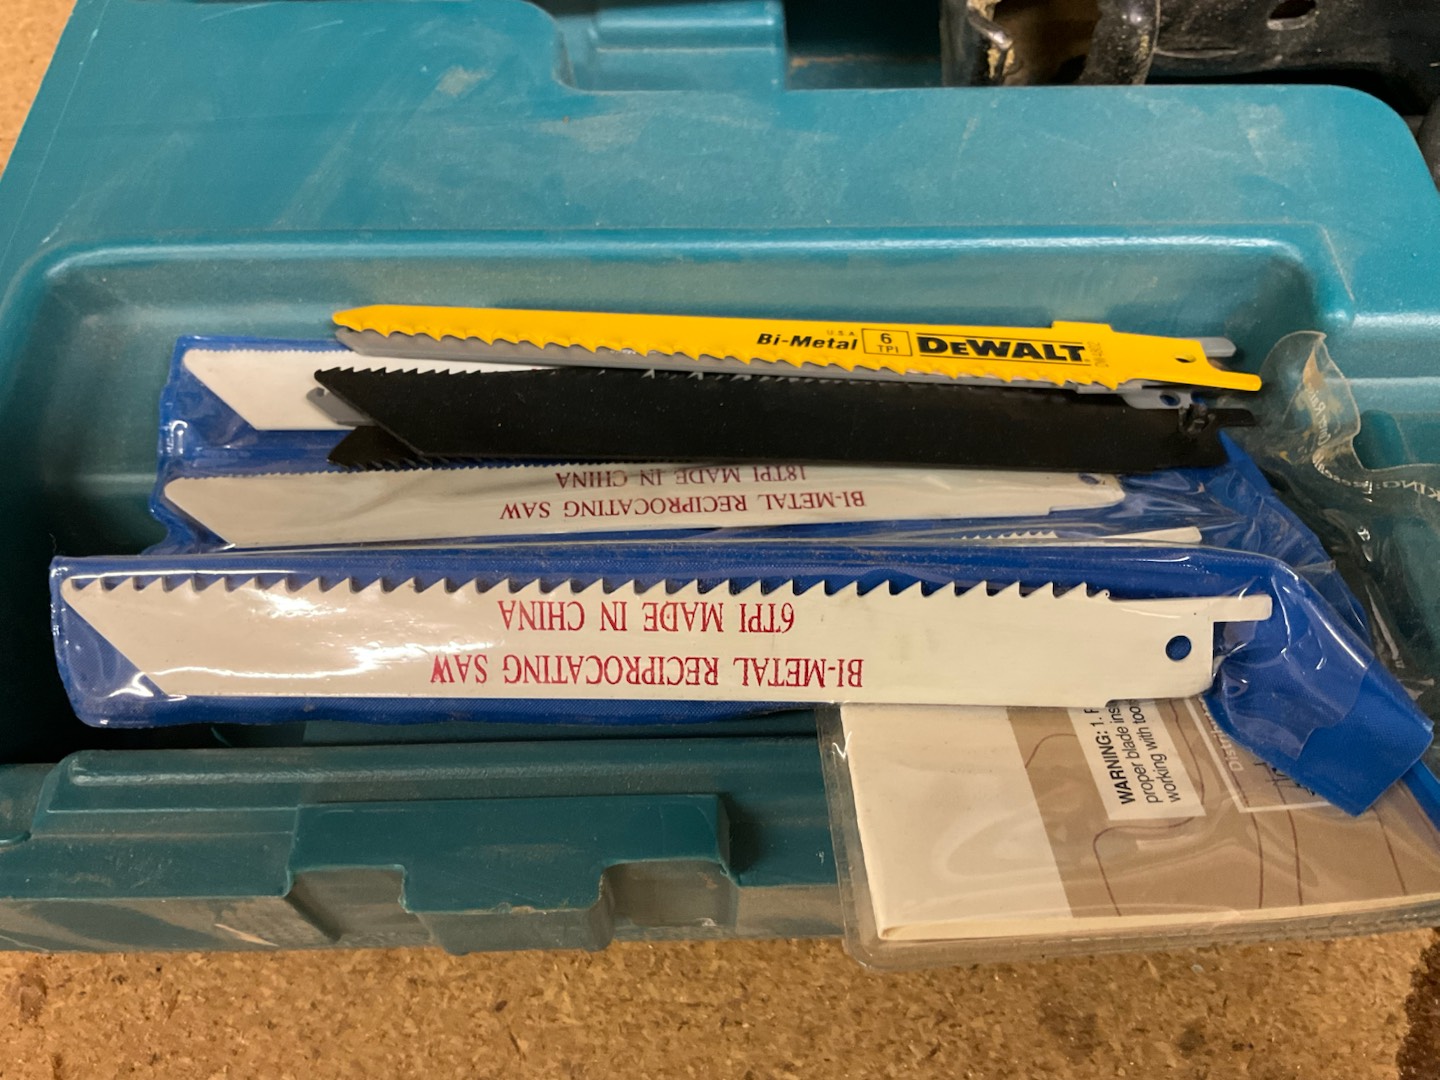 Bi-Metal U.S.A. 6 TPI DEWALT
BI-METAL RECIPROCATING SAW
18TPI MADE IN CHINA
BI-METAL RECIPROCATING SAW
6TPI MADE IN CHINA
WARNING: 1.
proper blade
working with